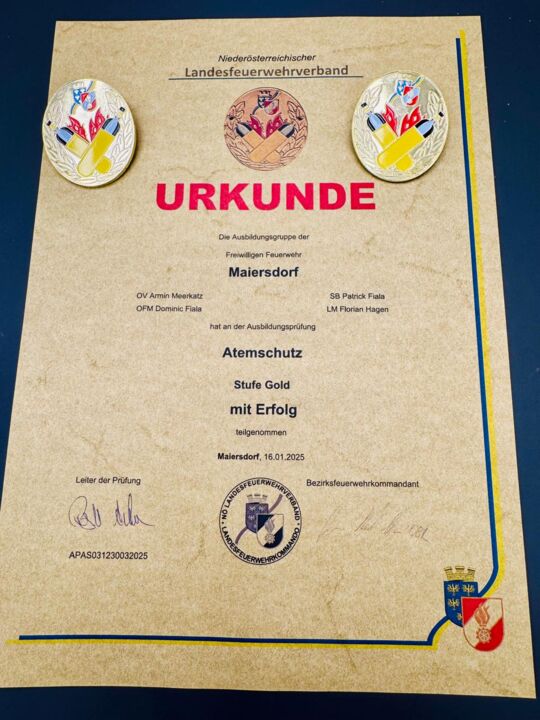 Niederösterreichischer
Landesfeuerwehrverband
URKUNDE
Die Ausbildungsgruppe der
Freiwilligen Feuerwehr
Maiersdorf
OV Armin Meerkatz SB Patrick Fiala
OFM Dominic Fiala LM Florian Hagen
hat an der Ausbildungsprüfung
Atemschutz
Stufe Gold
mit Erfolg
teilgenommen
Maiersdorf, 16.01.2025
Leiter der Prüfung Bezirksfeuerwehrkommandant
NÖ LANDESFEUERWEHRVERBAND
LANDESFEUERWEHRKOMMANDO
APAS031230032025